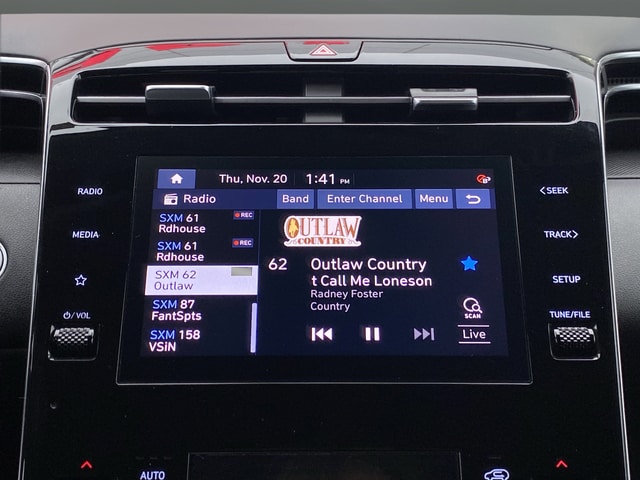 Thu, Nov. 20 1:41 PM
Radio Band Enter Channel Menu
RADIO
MEDIA
VOL
SXM 61 REC
Rdhouse
SXM 61 REC
Rdhouse
SXM 62
Outlaw
SXM 87
FantSpts
SXM 158
VSiN
OUTLAW
COUNTRY
62 Outlaw Country
t Call Me Loneson
Radney Foster
Country
SCAN
Live
<SEEK
TRACK>
SETUP
TUNE/FILE
AUTO